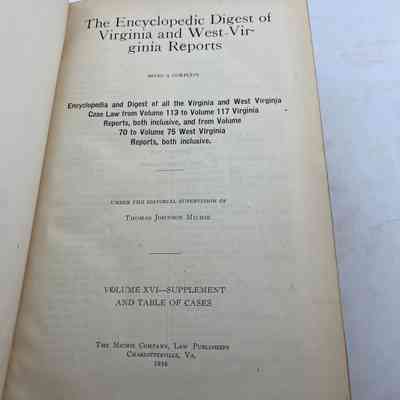 The Encyclopedic Digest of
Virginia and West Vir-
ginia Reports
BEING A COMPLETE
Encyclopedia and Digest of all the Virginia and West Virginia
Case Law from Volume 113 to Volume 117 Virginia
Reports, both inclusive, and from Volume
70 to Volume 75 West Virginia
Reports, both inclusive.
UNDER THE EDITORIAL SUPERVISION OF
THOMAS JOHNSON MICHIE
VOLUME XVI—SUPPLEMENT
AND TABLE OF CASES
THE MICHIE COMPANY, LAW PUBLISHERS
CHARLOTTESVILLE, VA.
1916